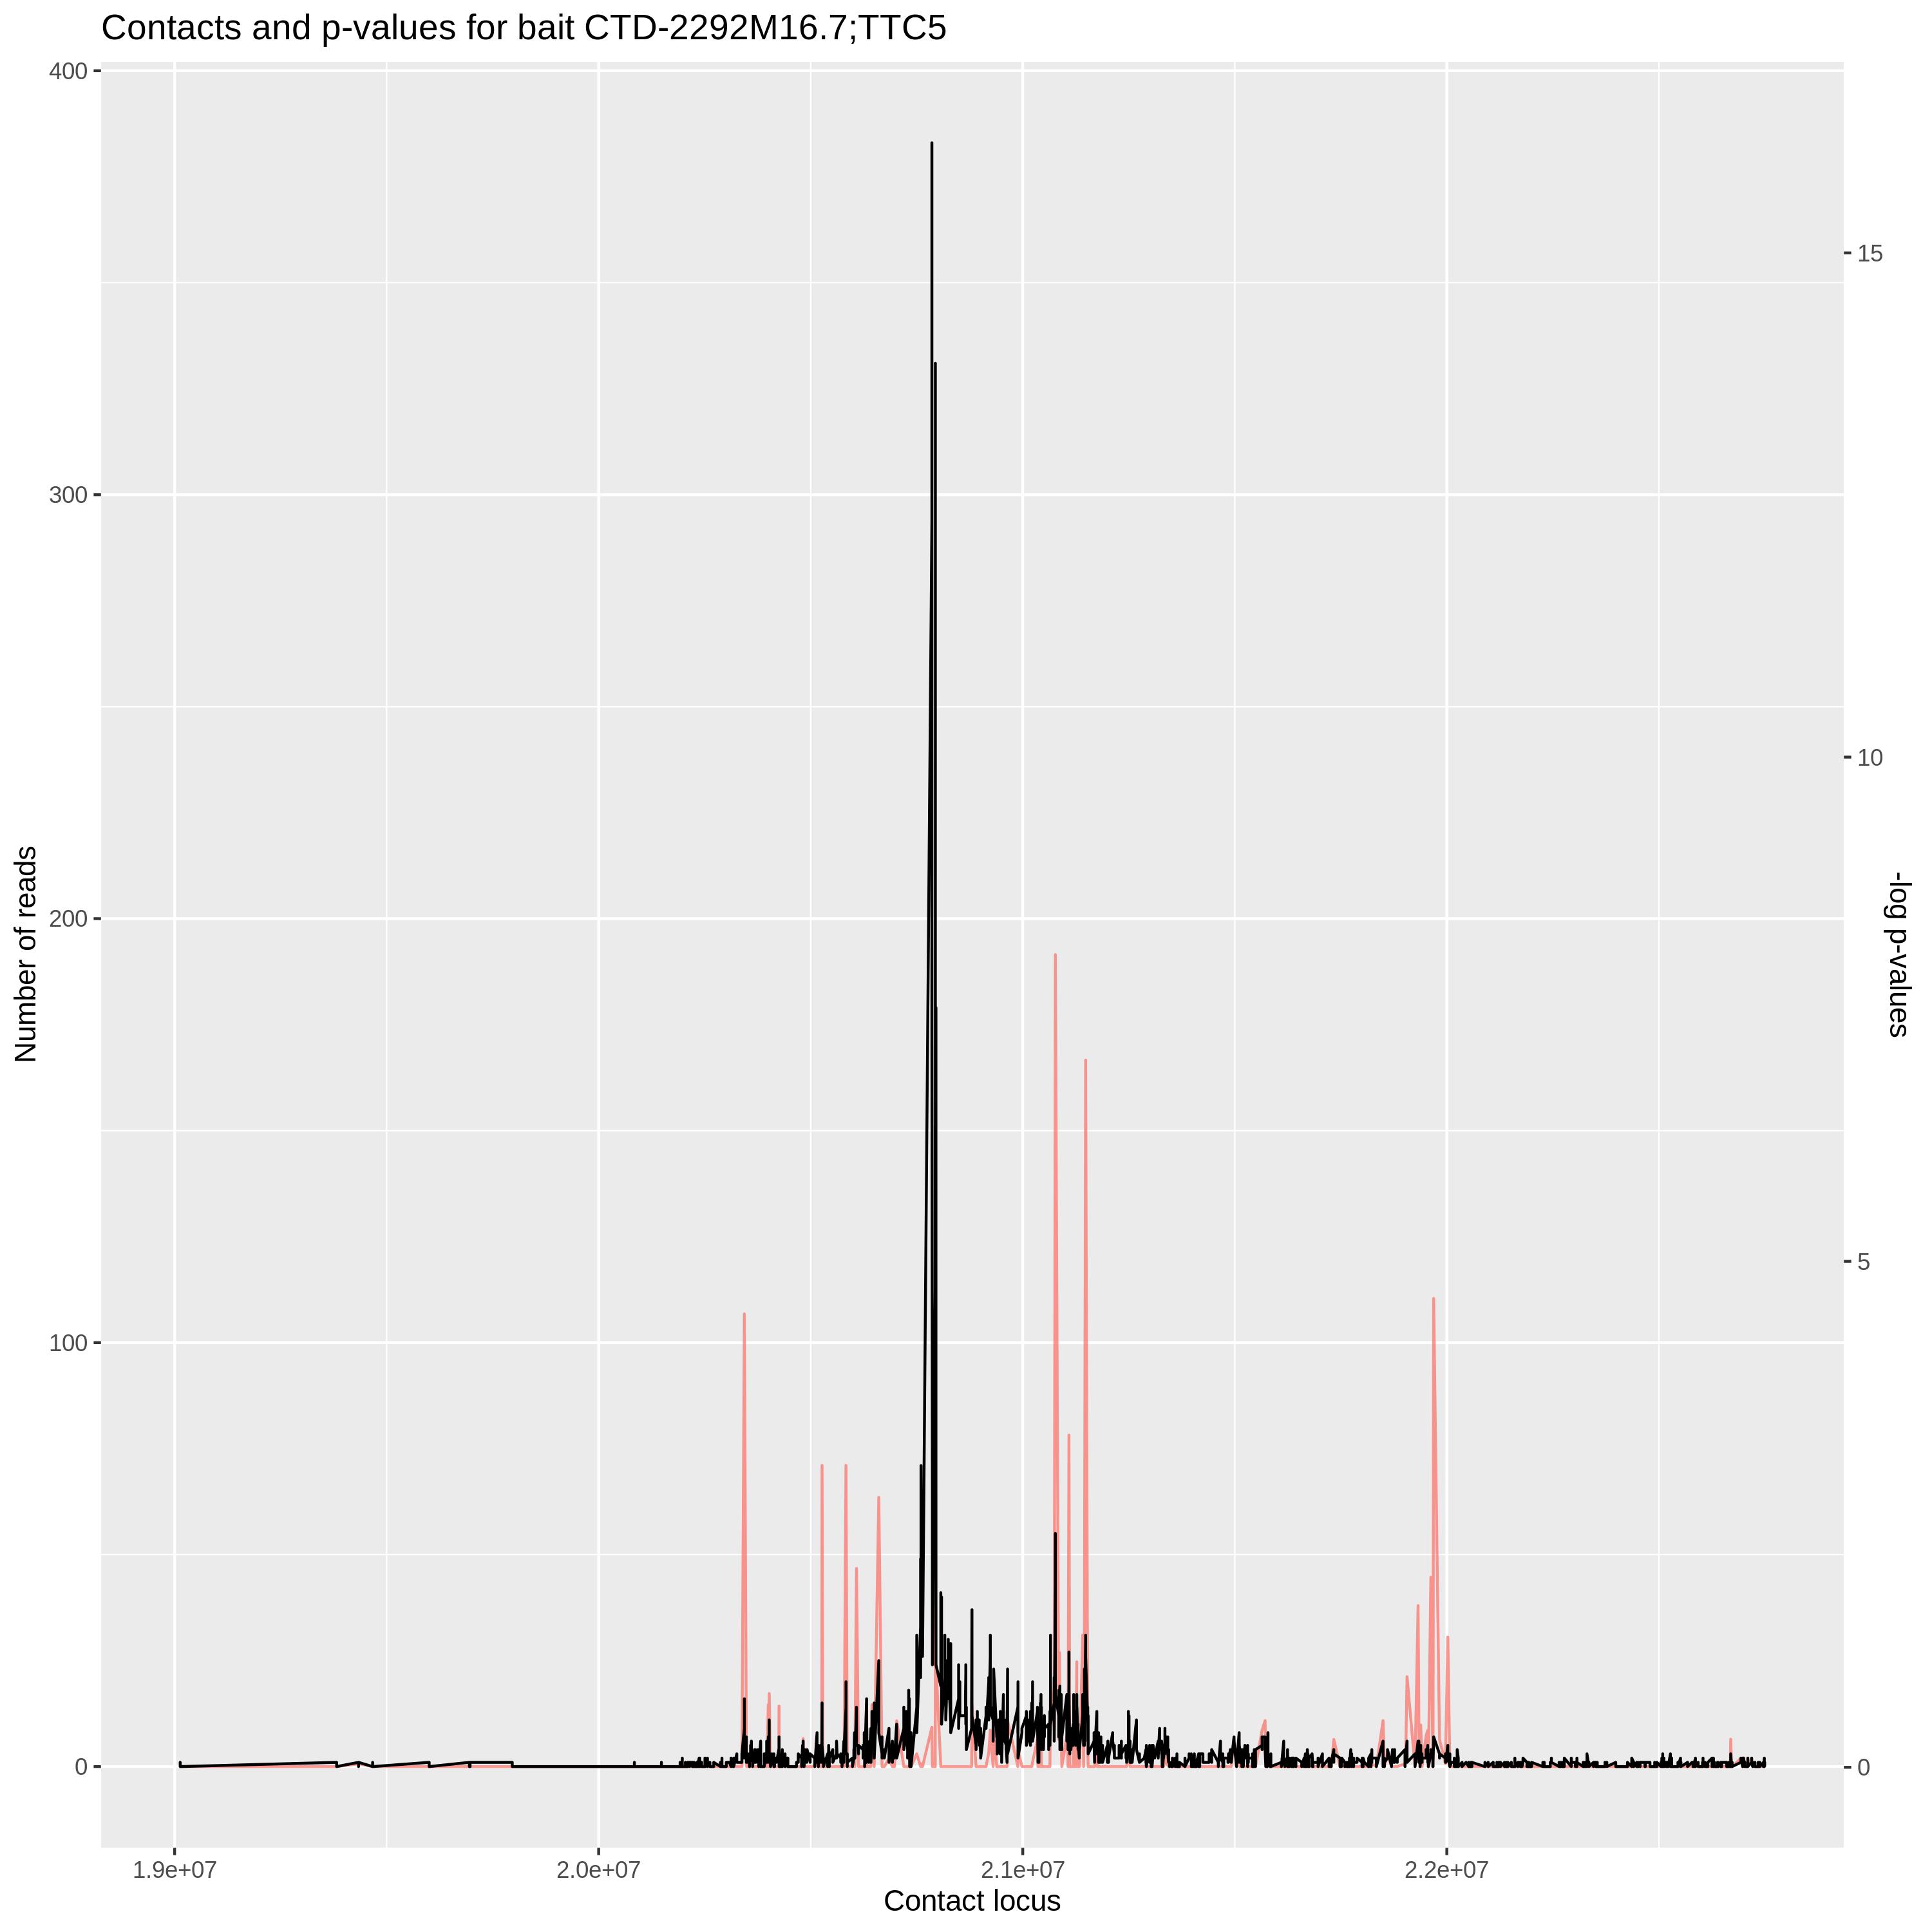 Contacts and p-values for bait CTD-2292M16.7;TTC5
400
300
200
100
0
Number of reads
15
10
5
0
-log p-values
1.9e+07
2.0e+07
2.1e+07
2.2e+07
Contact locus